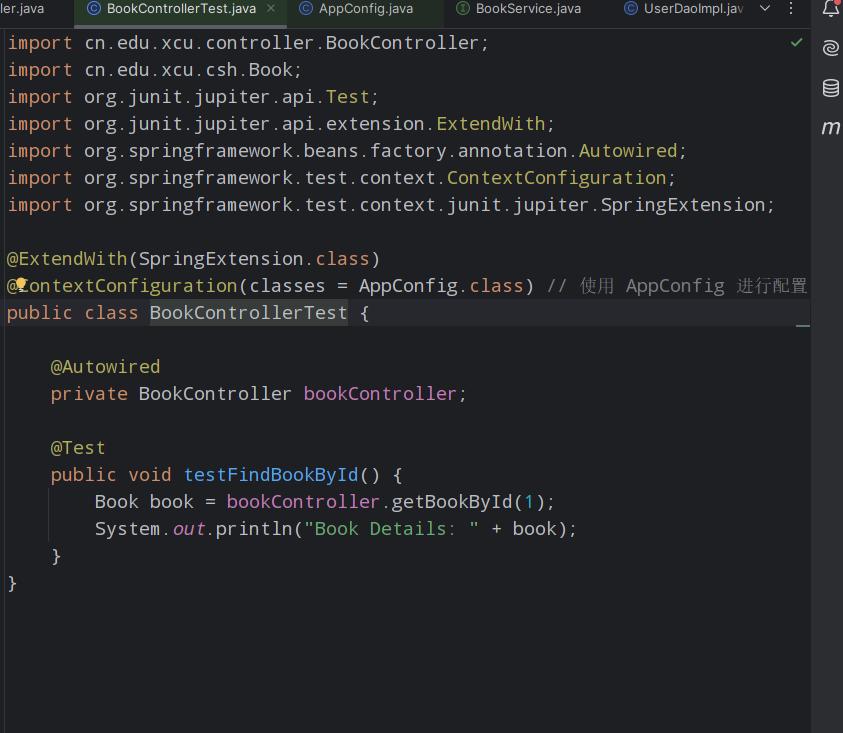 ler.java BookControllerTest.java × AppConfig.java BookService.java UserDaoImpl.jav
import cn.edu.xcu.controller.BookController;
import cn.edu.xcu.csh.Book;
import org.junit.jupiter.api.Test;
import org.junit.jupiter.api.extension.ExtendWith;
import org.springframework.beans.factory.annotation.Autowired;
import org.springframework.test.context.ContextConfiguration;
import org.springframework.test.context.junit.jupiter.SpringExtension;
@ExtendWith(SpringExtension.class)
@ContextConfiguration(classes = AppConfig.class) // 使用 AppConfig 进行配置
public class BookControllerTest {
@Autowired
private BookController bookController;
@Test
public void testFindBookById() {
Book book = bookController.getBookById(1);
System.out.println("Book Details: " + book);
}
}
m